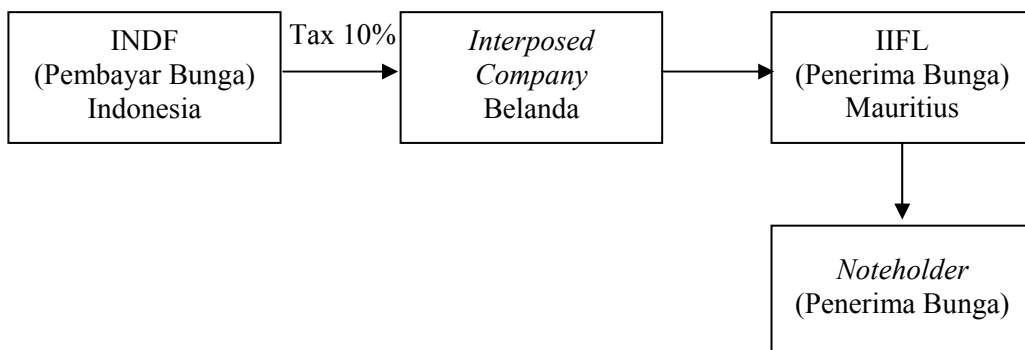 INDF
(Pembayar Bunga)
Indonesia
Tax 10%
Interposed
Company
Belanda
IIFL
(Penerima Bunga)
Mauritius
Noteholder
(Penerima Bunga)